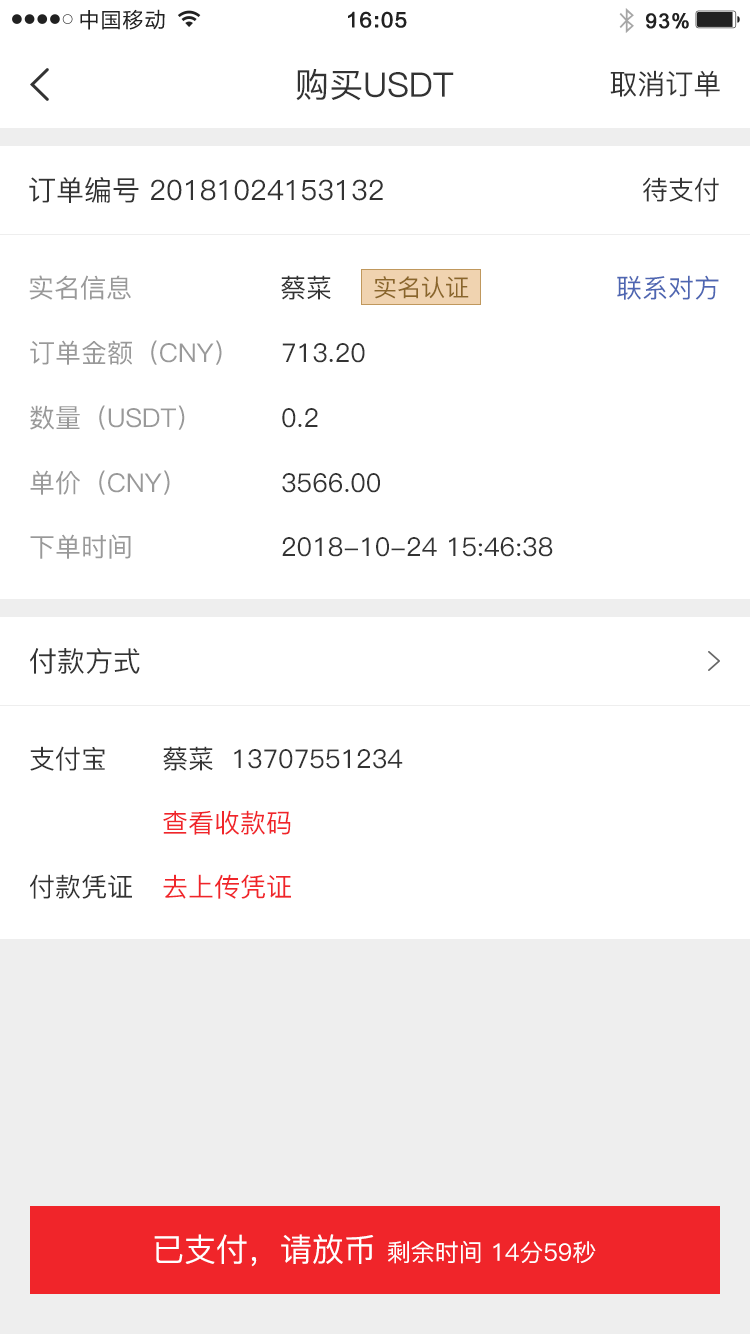 中国移动 16:05 93%
购买USDT 取消订单
订单编号 20181024153132 待支付
实名信息 蔡菜 实名认证 联系对方
订单金额（CNY） 713.20
数量（USDT） 0.2
单价（CNY） 3566.00
下单时间 2018-10-24 15:46:38
付款方式
支付宝 蔡菜 13707551234
查看收款码
付款凭证 去上传凭证
已支付，请放币 剩余时间 14分59秒